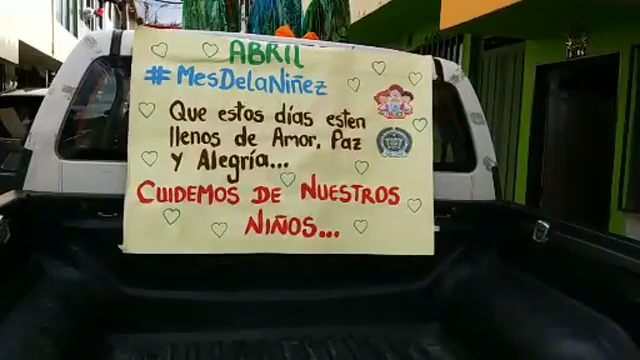 ABRIL
#MesDeLaNiñez
Que estos días esten
llenos de Amor, Paz
y Alegría...
CUIDEMOS DE NUESTROS
NIÑOS...